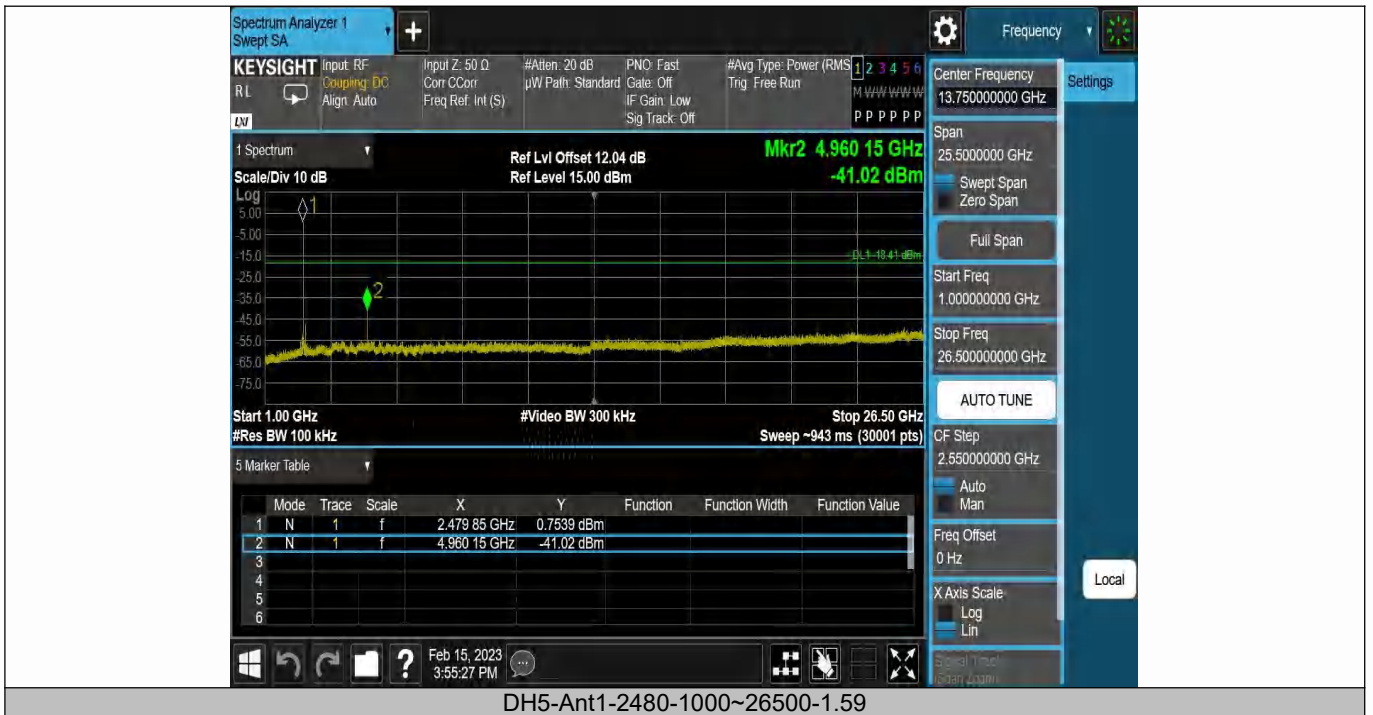 Spectrum Analyzer 1
Swept SA
Frequency
KEYSIGHT
RL
LXI
Input: RF
Coupling: DC
Align: Auto
Input Z: 50 Ω
Corr CCorr
Freq Ref: Int (S)
#Atten: 20 dB
µW Path: Standard
PNO: Fast
Gate: Off
IF Gain: Low
Sig Track: Off
#Avg Type: Power (RMS
Trig: Free Run
1 2 3 4 5 6
M W W W W W
P P P P P P
1 Spectrum
Scale/Div 10 dB
Ref Lvl Offset 12.04 dB
Ref Level 15.00 dBm
Mkr2 4.960 15 GHz
-41.02 dBm
Log
5.00
-5.00
-15.0
-25.0
-35.0
-45.0
-55.0
-65.0
-75.0
1
2
DL1 -18.41 dBm
Start 1.00 GHz
#Res BW 100 kHz
#Video BW 300 kHz
Stop 26.50 GHz
Sweep ~943 ms (30001 pts)
5 Marker Table
Mode Trace Scale X Y Function Function Width Function Value
1 N 1 f 2.479 85 GHz 0.7539 dBm
2 N 1 f 4.960 15 GHz -41.02 dBm
3
4
5
6
Feb 15, 2023
3:55:27 PM
Center Frequency
13.750000000 GHz
Settings
Span
25.5000000 GHz
Swept Span
Zero Span
Full Span
Start Freq
1.000000000 GHz
Stop Freq
26.500000000 GHz
AUTO TUNE
CF Step
2.550000000 GHz
Auto
Man
Freq Offset
0 Hz
X Axis Scale
Log
Lin
Local
Signal Track
(Span Zoom)
DH5-Ant1-2480-1000~26500-1.59